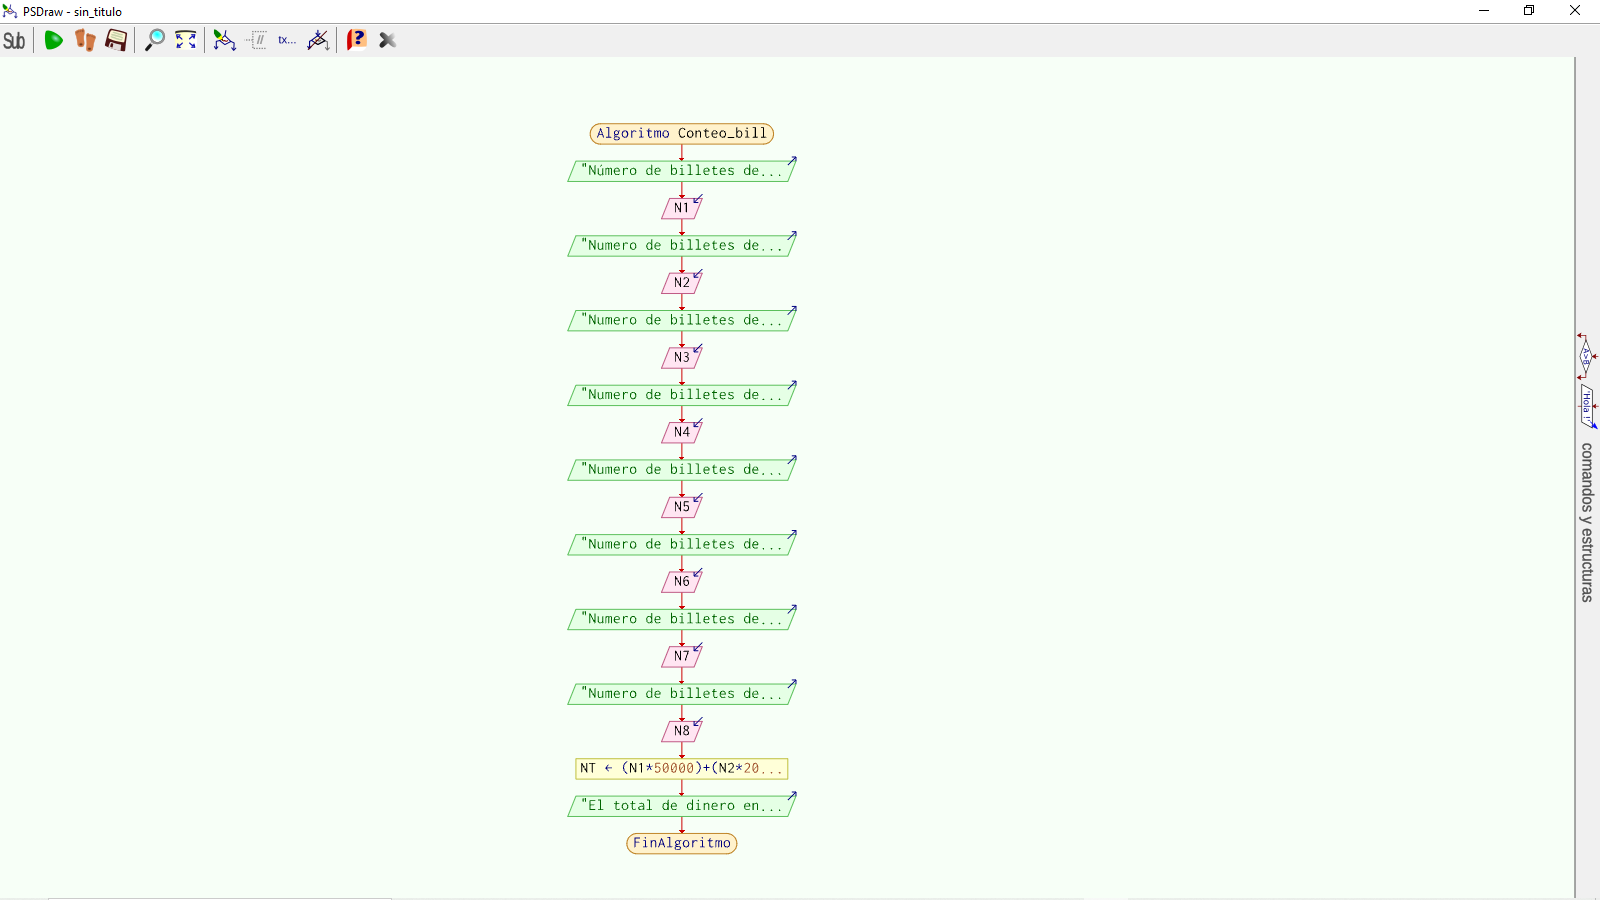 PSDraw - sin_titulo
Sub
tx...
Algoritmo Conteo_bill
"Número de billetes de...
N1
"Numero de billetes de...
N2
"Numero de billetes de...
N3
"Numero de billetes de...
N4
"Numero de billetes de...
N5
"Numero de billetes de...
N6
"Numero de billetes de...
N7
"Numero de billetes de...
N8
NT ← (N1*50000)+(N2*20...
"El total de dinero en...
FinAlgoritmo
A>B
"Hola !"
comandos y estructuras